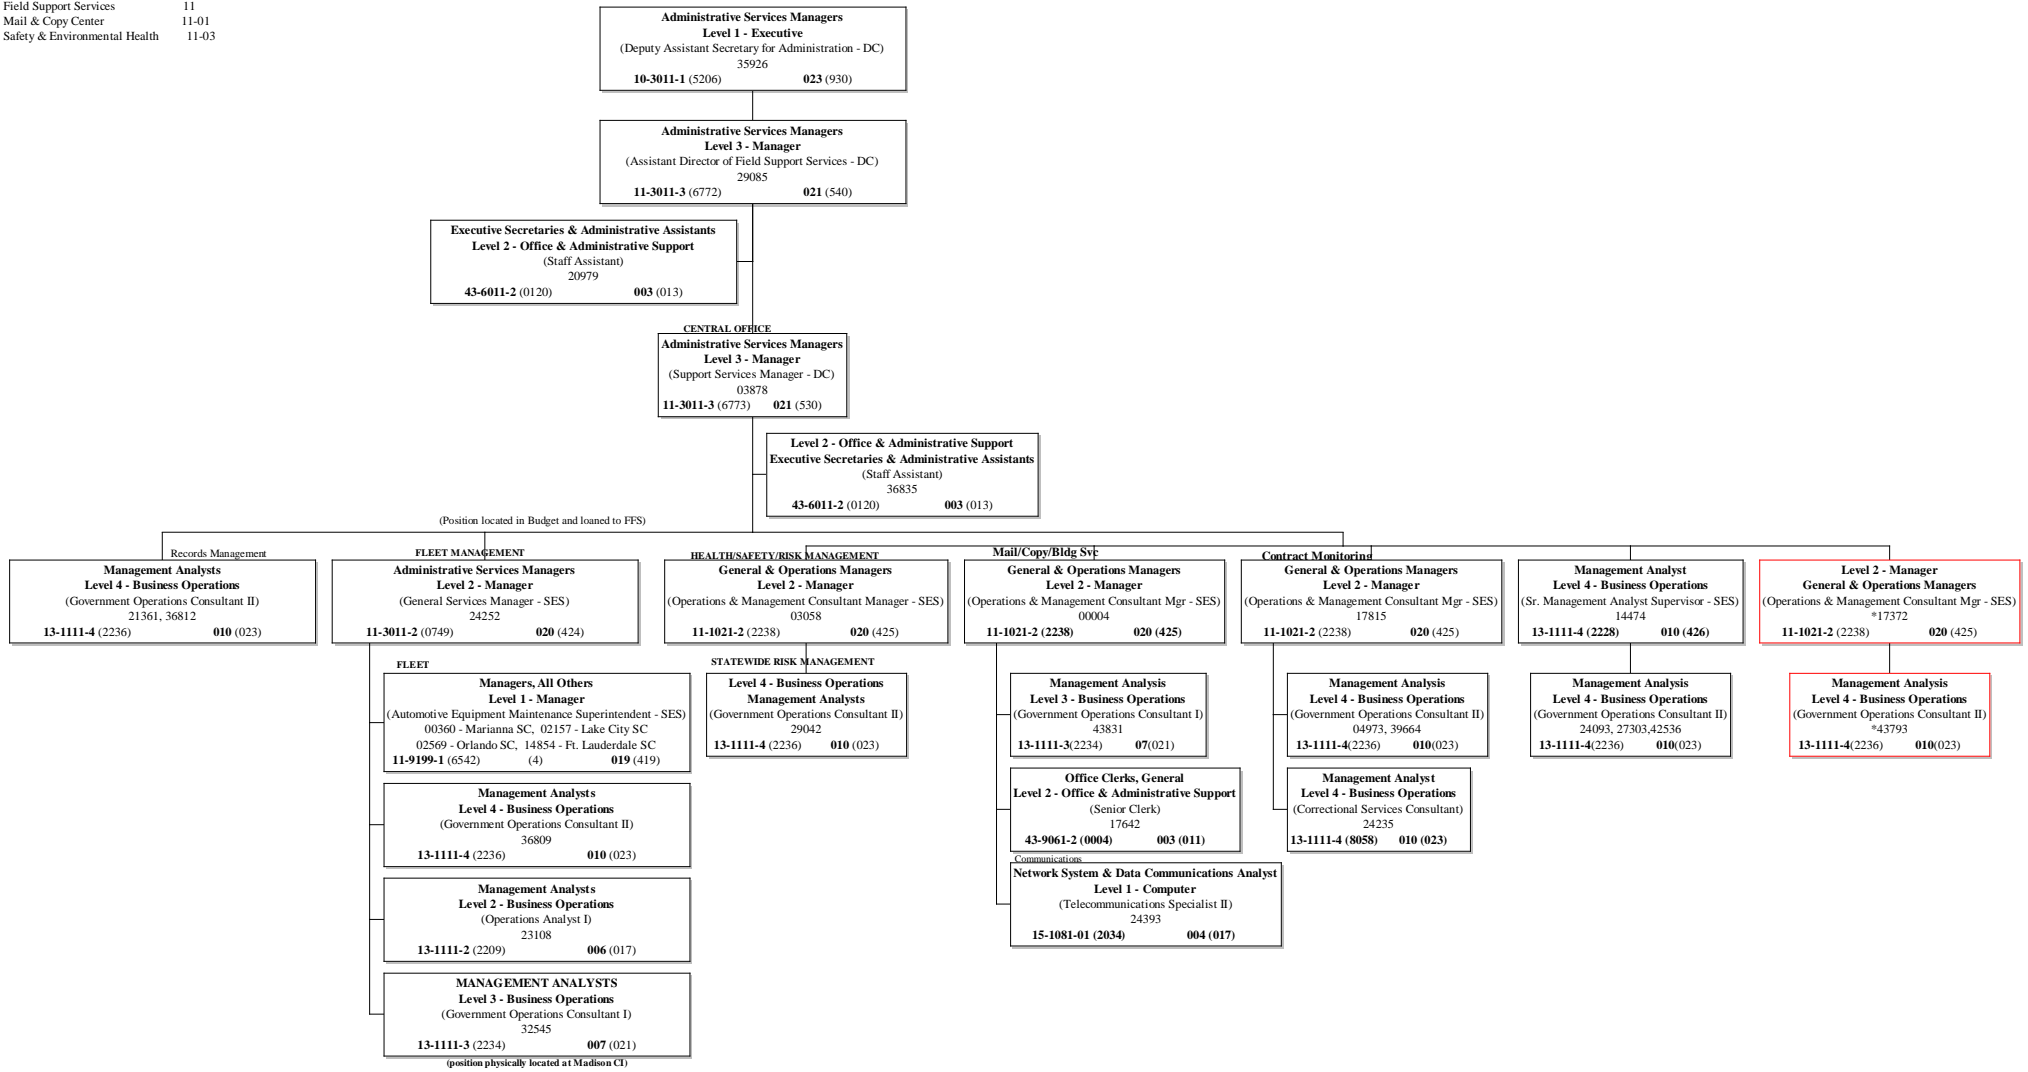 Field Support Services 11
Mail & Copy Center 11-01
Safety & Environmental Health 11-03
Administrative Services Managers
Level 1 - Executive
(Deputy Assistant Secretary for Administration - DC)
35926
10-3011-1 (5206) 023 (930)
Administrative Services Managers
Level 3 - Manager
(Assistant Director of Field Support Services - DC)
29085
11-3011-3 (6772) 021 (540)
Executive Secretaries & Administrative Assistants
Level 2 - Office & Administrative Support
(Staff Assistant)
20979
43-6011-2 (0120) 003 (013)
CENTRAL OFFICE
Administrative Services Managers
Level 3 - Manager
(Support Services Manager - DC)
03878
11-3011-3 (6773) 021 (530)
Level 2 - Office & Administrative Support
Executive Secretaries & Administrative Assistants
(Staff Assistant)
36835
43-6011-2 (0120) 003 (013)
(Position located in Budget and loaned to FFS)
Records Management
Management Analysts
Level 4 - Business Operations
(Government Operations Consultant II)
21361, 36812
13-1111-4 (2236) 010 (023)
FLEET MANAGEMENT
Administrative Services Managers
Level 2 - Manager
(General Services Manager - SES)
24252
11-3011-2 (0749) 020 (424)
FLEET
Managers, All Others
Level 1 - Manager
(Automotive Equipment Maintenance Superintendent - SES)
00360 - Marianna SC, 02157 - Lake City SC
02569 - Orlando SC, 14854 - Ft. Lauderdale SC
11-9199-1 (6542) (4) 019 (419)
Management Analysts
Level 4 - Business Operations
(Government Operations Consultant II)
36809
13-1111-4 (2236) 010 (023)
Management Analysts
Level 2 - Business Operations
(Operations Analyst I)
23108
13-1111-2 (2209) 006 (017)
MANAGEMENT ANALYSTS
Level 3 - Business Operations
(Government Operations Consultant I)
32545
13-1111-3 (2234) 007 (021)
(position physically located at Madison CI)
HEALTH/SAFETY/RISK MANAGEMENT
General & Operations Managers
Level 2 - Manager
(Operations & Management Consultant Manager - SES)
03058
11-1021-2 (2238) 020 (425)
STATEWIDE RISK MANAGEMENT
Level 4 - Business Operations
Management Analysts
(Government Operations Consultant II)
29042
13-1111-4 (2236) 010 (023)
Mail/Copy/Bldg Svc
General & Operations Managers
Level 2 - Manager
(Operations & Management Consultant Mgr - SES)
00004
11-1021-2 (2238) 020 (425)
Management Analysis
Level 3 - Business Operations
(Government Operations Consultant I)
43831
13-1111-3(2234) 07(021)
Office Clerks, General
Level 2 - Office & Administrative Support
(Senior Clerk)
17642
43-9061-2 (0004) 003 (011)
Communications
Network System & Data Communications Analyst
Level 1 - Computer
(Telecommunications Specialist II)
24393
15-1081-01 (2034) 004 (017)
Contract Monitoring
General & Operations Managers
Level 2 - Manager
(Operations & Management Consultant Mgr - SES)
17815
11-1021-2 (2238) 020 (425)
Management Analysis
Level 4 - Business Operations
(Government Operations Consultant II)
04973, 39664
13-1111-4(2236) 010(023)
Management Analyst
Level 4 - Business Operations
(Correctional Services Consultant)
24235
13-1111-4 (8058) 010 (023)
Management Analyst
Level 4 - Business Operations
(Sr. Management Analyst Supervisor - SES)
14474
13-1111-4 (2228) 010 (426)
Management Analysis
Level 4 - Business Operations
(Government Operations Consultant II)
24093, 27303,42536
13-1111-4(2236) 010(023)
Level 2 - Manager
General & Operations Managers
(Operations & Management Consultant Mgr - SES)
*17372
11-1021-2 (2238) 020 (425)
Management Analysis
Level 4 - Business Operations
(Government Operations Consultant II)
*43793
13-1111-4(2236) 010(023)